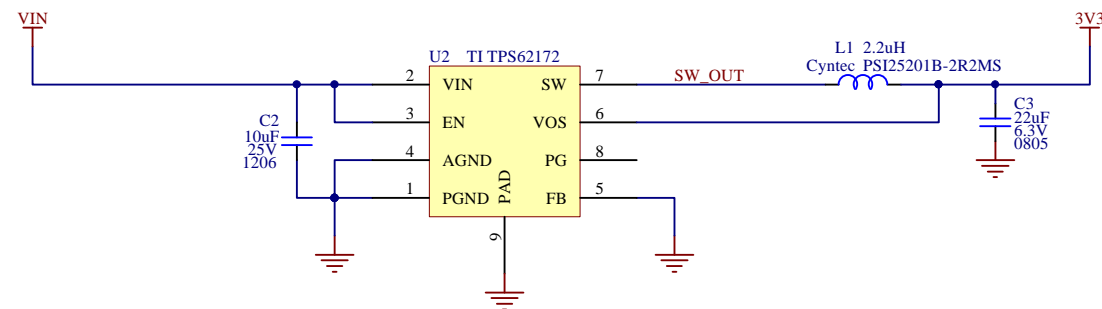 VIN
3V3
U2 TI TPS62172
L1 2.2uH
Cyntec PSI25201B-2R2MS
2 VIN SW 7 SW_OUT
3 EN VOS 6
4 AGND PG 8
1 PGND PAD FB 5
9
C2
10uF
25V
1206
C3
22uF
6.3V
0805